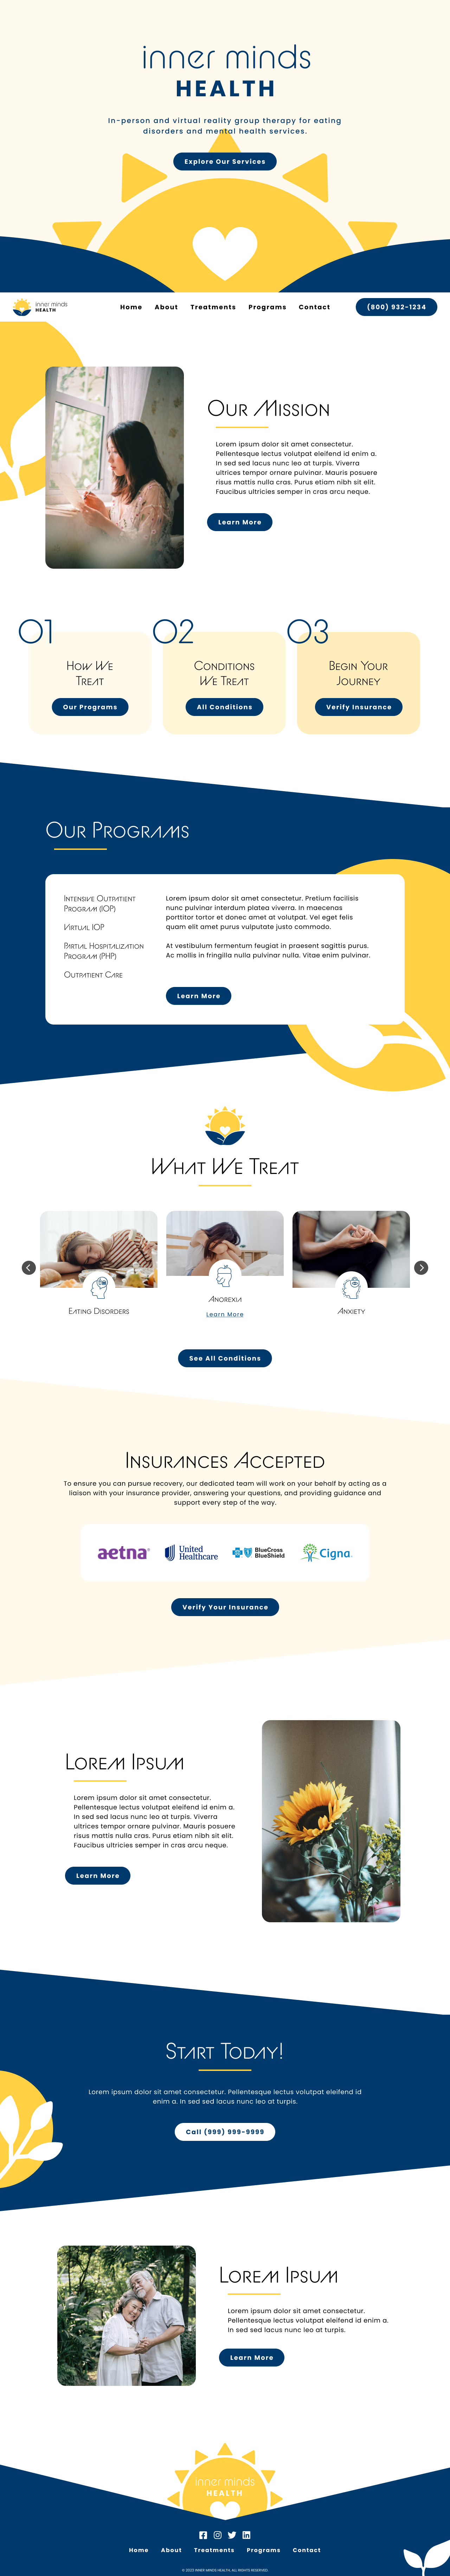 inner minds
HEALTH
In-person and virtual reality group therapy for eating
disorders and mental health services.
Explore Our Services
inner minds
HEALTH
Home
About
Treatments
Programs
Contact
(800) 932-1234
Our Mission
Lorem ipsum dolor sit amet consectetur.
Pellentesque lectus volutpat eleifend id enim a.
In sed sed lacus nunc leo at turpis. Viverra
ultrices tempor ornare pulvinar. Mauris posuere
risus mattis nulla cras. Purus etiam nibh sit elit.
Faucibus ultricies semper in cras arcu neque.
Learn More
01
How We
Treat
Our Programs
02
Conditions
We Treat
All Conditions
03
Begin Your
Journey
Verify Insurance
Our Programs
Intensive Outpatient
Program (IOP)
Virtual IOP
Partial Hospitalization
Program (PHP)
Outpatient Care
Lorem ipsum dolor sit amet consectetur. Pretium facilisis
nunc pulvinar interdum platea viverra. In maecenas
porttitor tortor et donec amet at volutpat. Vel eget felis
quam elit amet purus vulputate justo commodo.
At vestibulum fermentum feugiat in praesent sagittis purus.
Ac mollis in fringilla nulla pulvinar nulla. Vitae enim pulvinar.
Learn More
What We Treat
Eating Disorders
Anorexia
Learn More
Anxiety
See All Conditions
Insurances Accepted
To ensure you can pursue recovery, our dedicated team will work on your behalf by acting as a
liaison with your insurance provider, answering your questions, and providing guidance and
support every step of the way.
aetna
United
Healthcare
BlueCross
BlueShield
Cigna
Verify Your Insurance
Lorem Ipsum
Lorem ipsum dolor sit amet consectetur.
Pellentesque lectus volutpat eleifend id enim a.
In sed sed lacus nunc leo at turpis. Viverra
ultrices tempor ornare pulvinar. Mauris posuere
risus mattis nulla cras. Purus etiam nibh sit elit.
Faucibus ultricies semper in cras arcu neque.
Learn More
Start Today!
Lorem ipsum dolor sit amet consectetur. Pellentesque lectus volutpat eleifend id
enim a. In sed sed lacus nunc leo at turpis.
Call (999) 999-9999
Lorem Ipsum
Lorem ipsum dolor sit amet consectetur.
Pellentesque lectus volutpat eleifend id enim a.
In sed sed lacus nunc leo at turpis.
Learn More
inner minds
HEALTH
Home
About
Treatments
Programs
Contact
© 2023 INNER MINDS HEALTH, ALL RIGHTS RESERVED.